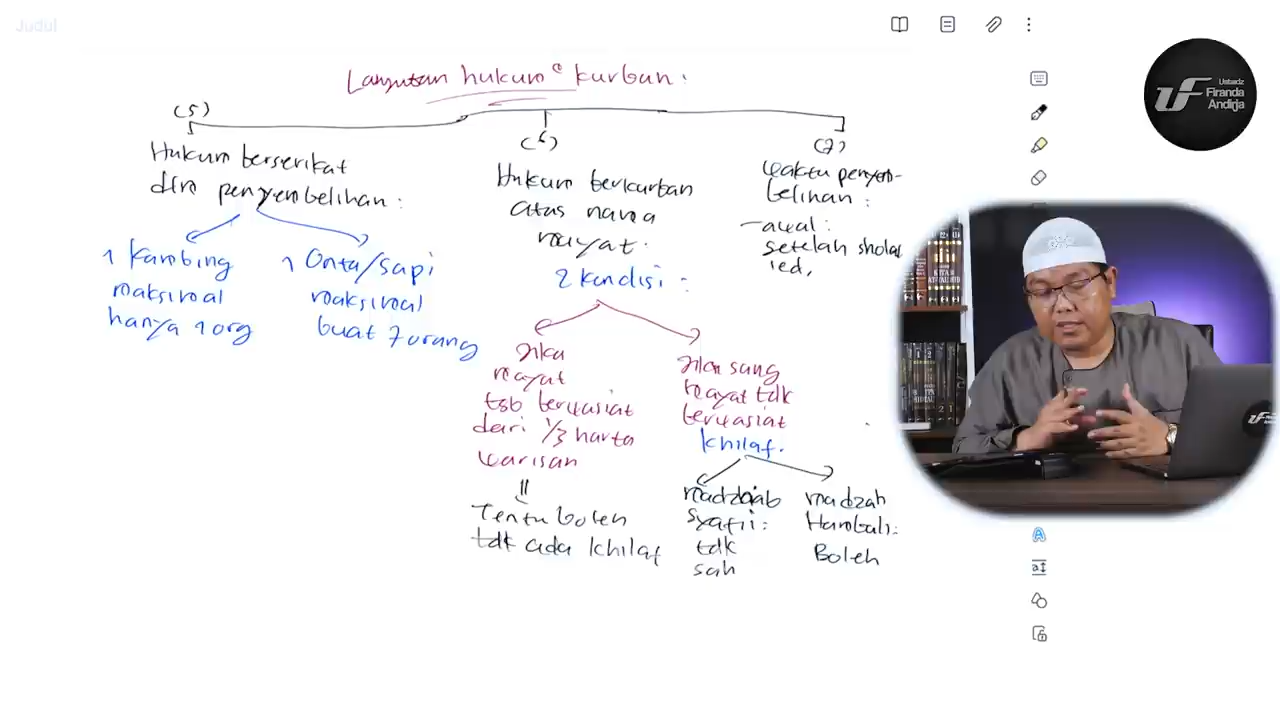 Judul
Lanjutan hukum² kurban :
(5)
Hukum berserikat
dlm penyembelihan :
1 Kambing
maksimal
hanya 1 org
1 Onta/sapi
maksimal
buat 7 orang
(6)
Hukum berkurban
atas nama
mayat.
2 kondisi :
Jika
mayat
tsb berwasiat
dari 1/3 harta
warisan
Tentu boleh
tdk ada khilaf
Jika sang
mayat tdk
berwasiat
khilaf.
madzhab
Syafii :
tdk
sah
madzab
Hambali :
Boleh
(7)
Waktu penyem-
belihan :
- awal :
setelah sholat
ied,
Ustadz
Firanda
Andirja
UF